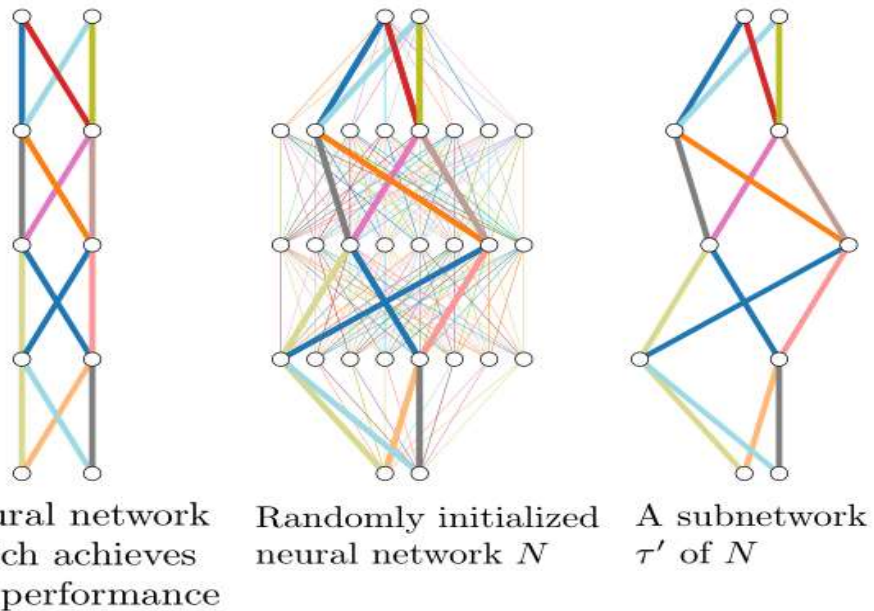 ural network
ch achieves
performance
Randomly initialized
neural network N
A subnetwork
τ′ of N